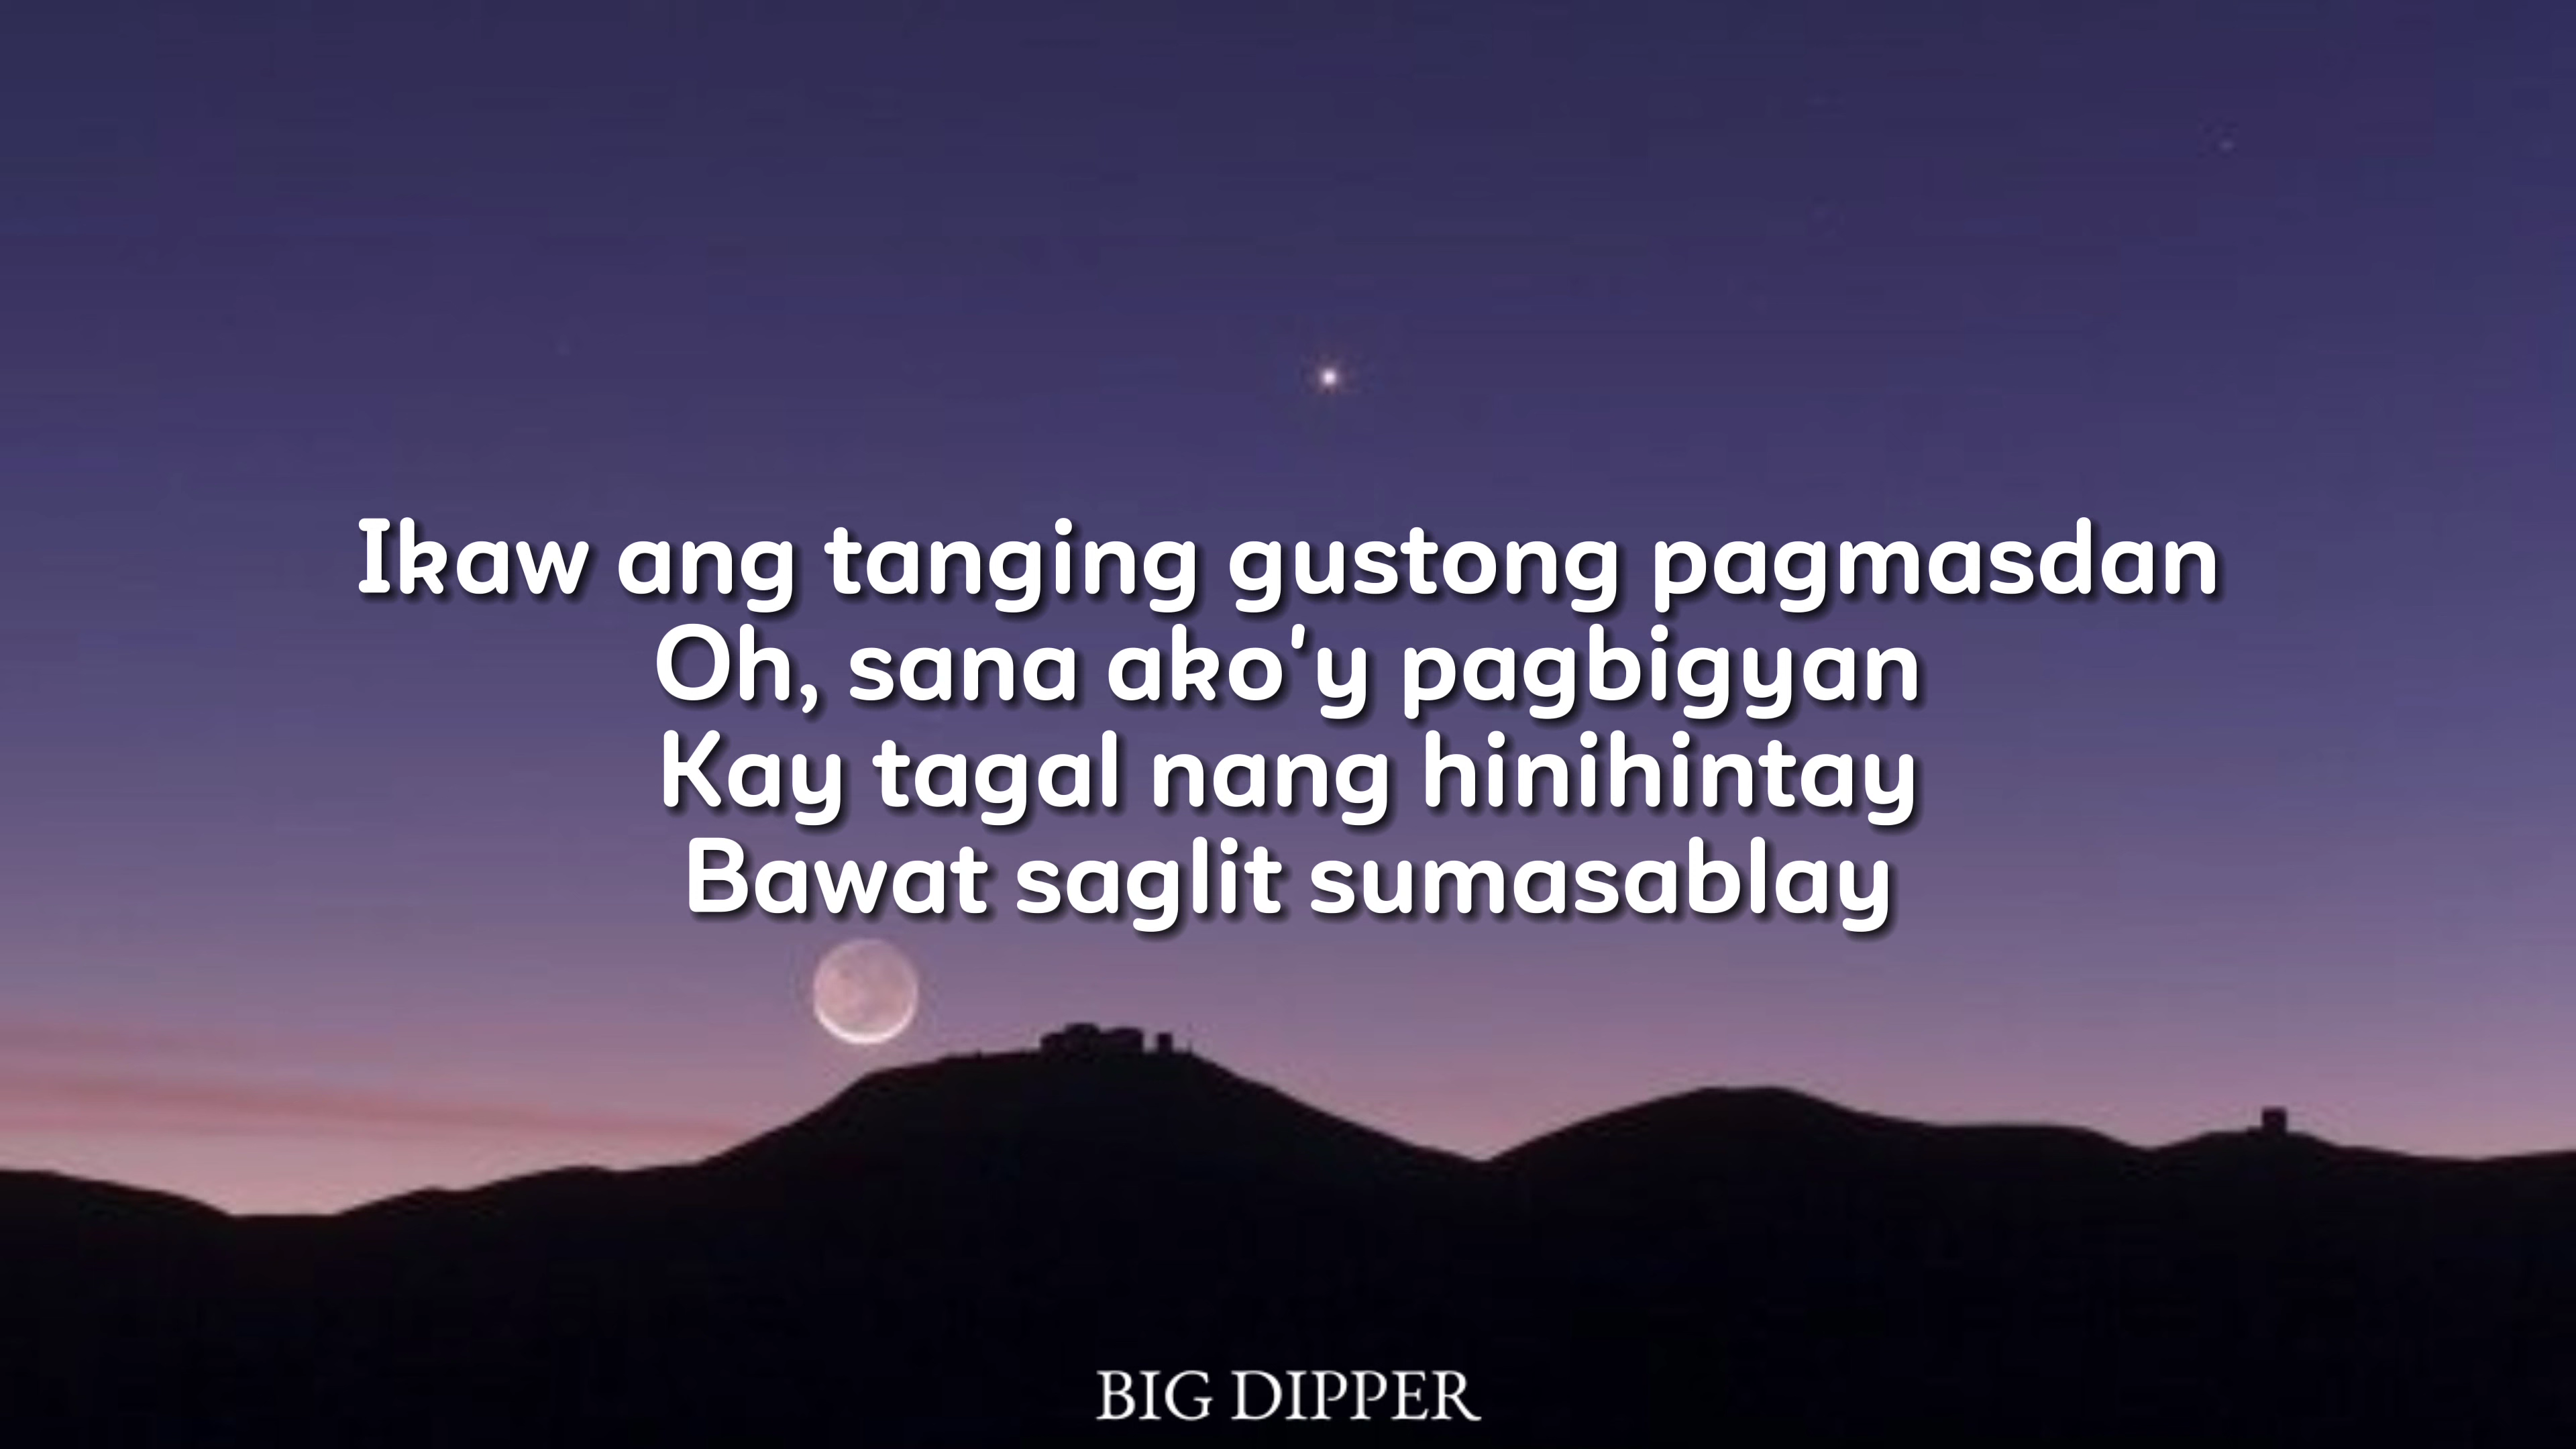 Ikaw ang tanging gustong pagmasdan
Oh, sana ako'y pagbigyan
Kay tagal nang hinihintay
Bawat saglit sumasablay
BIG DIPPER